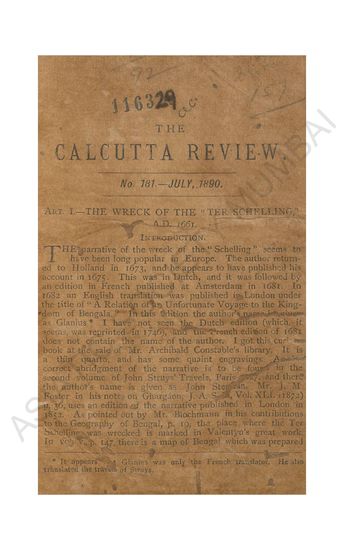 92
116329
151
THE
CALCUTTA REVIEW.
No. 181.—JULY, 1890.
ART. I.—THE WRECK OF THE "TER SCHELLING,"
A.D. 1661.
INTRODUCTION.
THE narrative of the wreck of the "Schelling" seems to
have been long popular in Europe. The author return-
ed to Holland in 1673, and he appears to have published his
account in 1675. This was in Dutch, and it was followed by
an edition in French published at Amsterdam in 1681. In
1682 an English translation was published in London under
the title of "A Relation of an Unfortunate Voyage to the King-
dom of Bengala." In this edition the author's name is given
as Glanius * I have not seen the Dutch edition (which, it
seems, was reprinted in 1746), and the French edition of 1681
does not contain the name of the author. I got this
book at the sale of Mr. Archibald Constable's library. It is
a thin quarto, and has some quaint engravings.
correct abridgment of the narrative is to be found in the
second volume of John Struys' Travels, Paris and there
the author's name is given as John Mr. J. M.
Foster in his notes on Ghargaon, J. A. S. B., Vol. XLI. (1872)
p. 36, uses an edition of the narrative published in London in
As pointed out by Mr. Blochmann in his contributions
to the Geography of Bengal, p. 19, the place where the Ter
Schelling was wrecked is marked in Valentyn's great work.
In vol. V., p. 147, there is a map of Bengal which was prepared
* It appears, Glanius was only the French translator. He also
translated the travels of Struys.
MUMBAI
AS